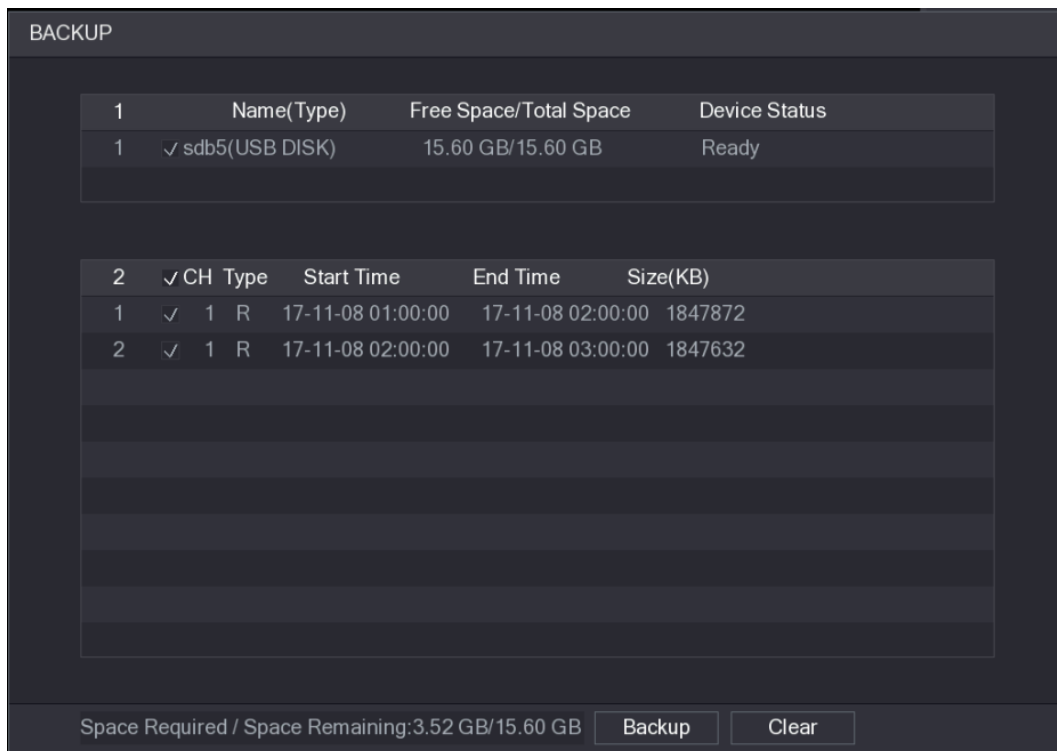 BACKUP
1 Name(Type) Free Space/Total Space Device Status
1 sdb5(USB DISK) 15.60 GB/15.60 GB Ready
2 CH Type Start Time End Time Size(KB)
1 1 R 17-11-08 01:00:00 17-11-08 02:00:00 1847872
2 1 R 17-11-08 02:00:00 17-11-08 03:00:00 1847632
Space Required / Space Remaining:3.52 GB/15.60 GB Backup Clear